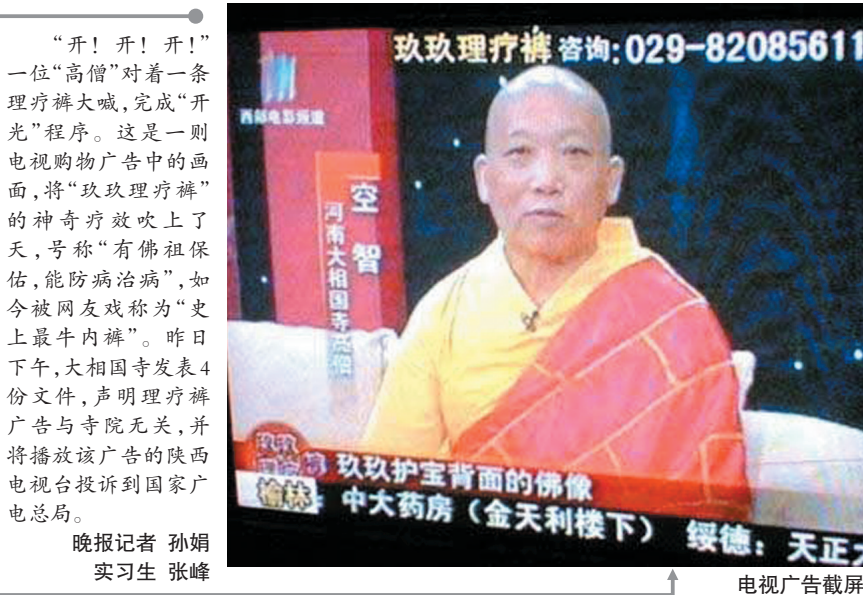 “开！开！开！”
一位“高僧”对着一条
理疗裤大喊，完成“开
光”程序。这是一则
电视购物广告中的画
面，将“玖玖理疗裤”
的神奇疗效吹上了
天，号称“有佛祖保
佑，能防病治病”，如
今被网友戏称为“史
上最牛内裤”。昨日
下午，大相国寺发表4
份文件，声明理疗裤
广告与寺院无关，并
将播放该广告的陕西
电视台投诉到国家广
电总局。
晚报记者 孙娟
实习生 张峰
玖玖理疗裤 咨询：029-82085611
西部电影频道
空智
河南大相国寺高僧
玖玖
理疗裤
玖玖护宝背面的佛像
榆林：中大药房（金天利楼下） 绥德：天正
电视广告截屏